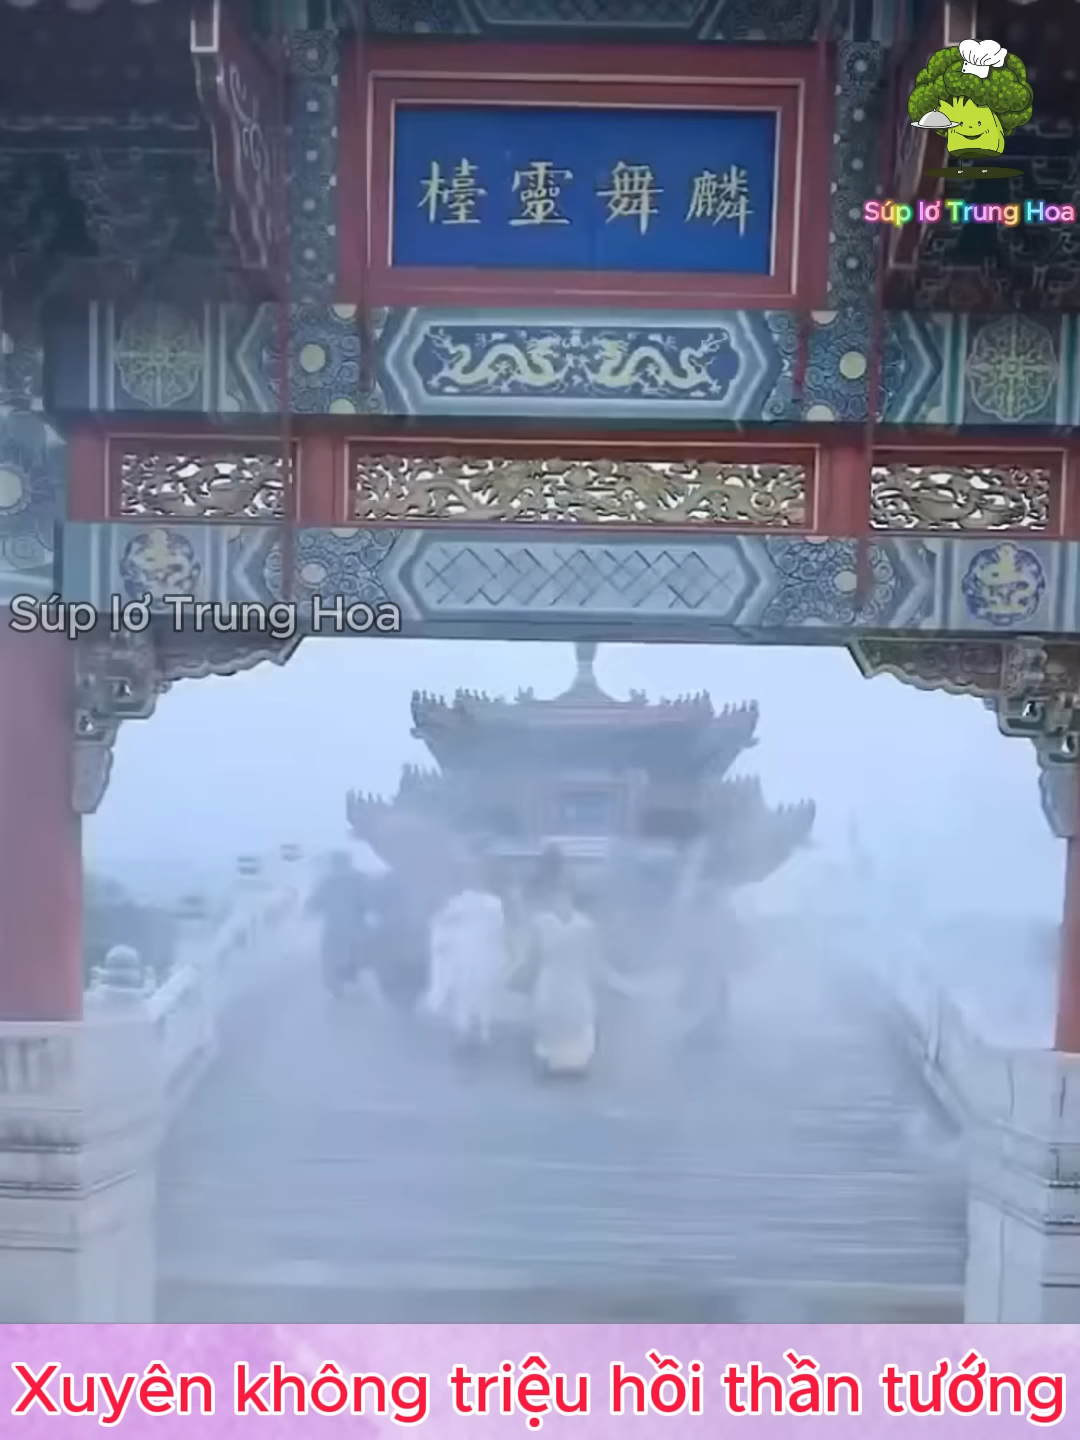 檯靈舞麟
Súp lơ Trung Hoa
Súp lơ Trung Hoa
Xuyên không triệu hồi thần tướng